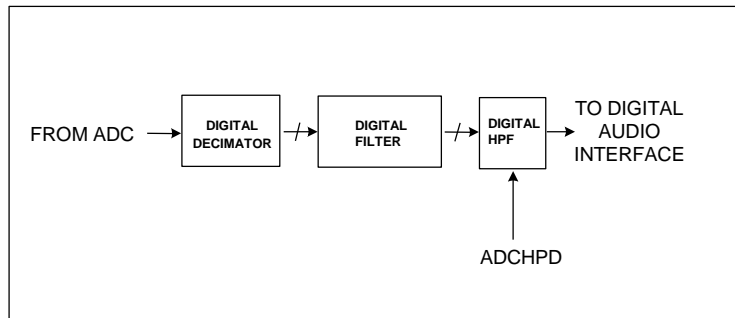 FROM ADC
DIGITAL
DECIMATOR
DIGITAL
FILTER
DIGITAL
HPF
TO DIGITAL
AUDIO
INTERFACE
ADCHPD